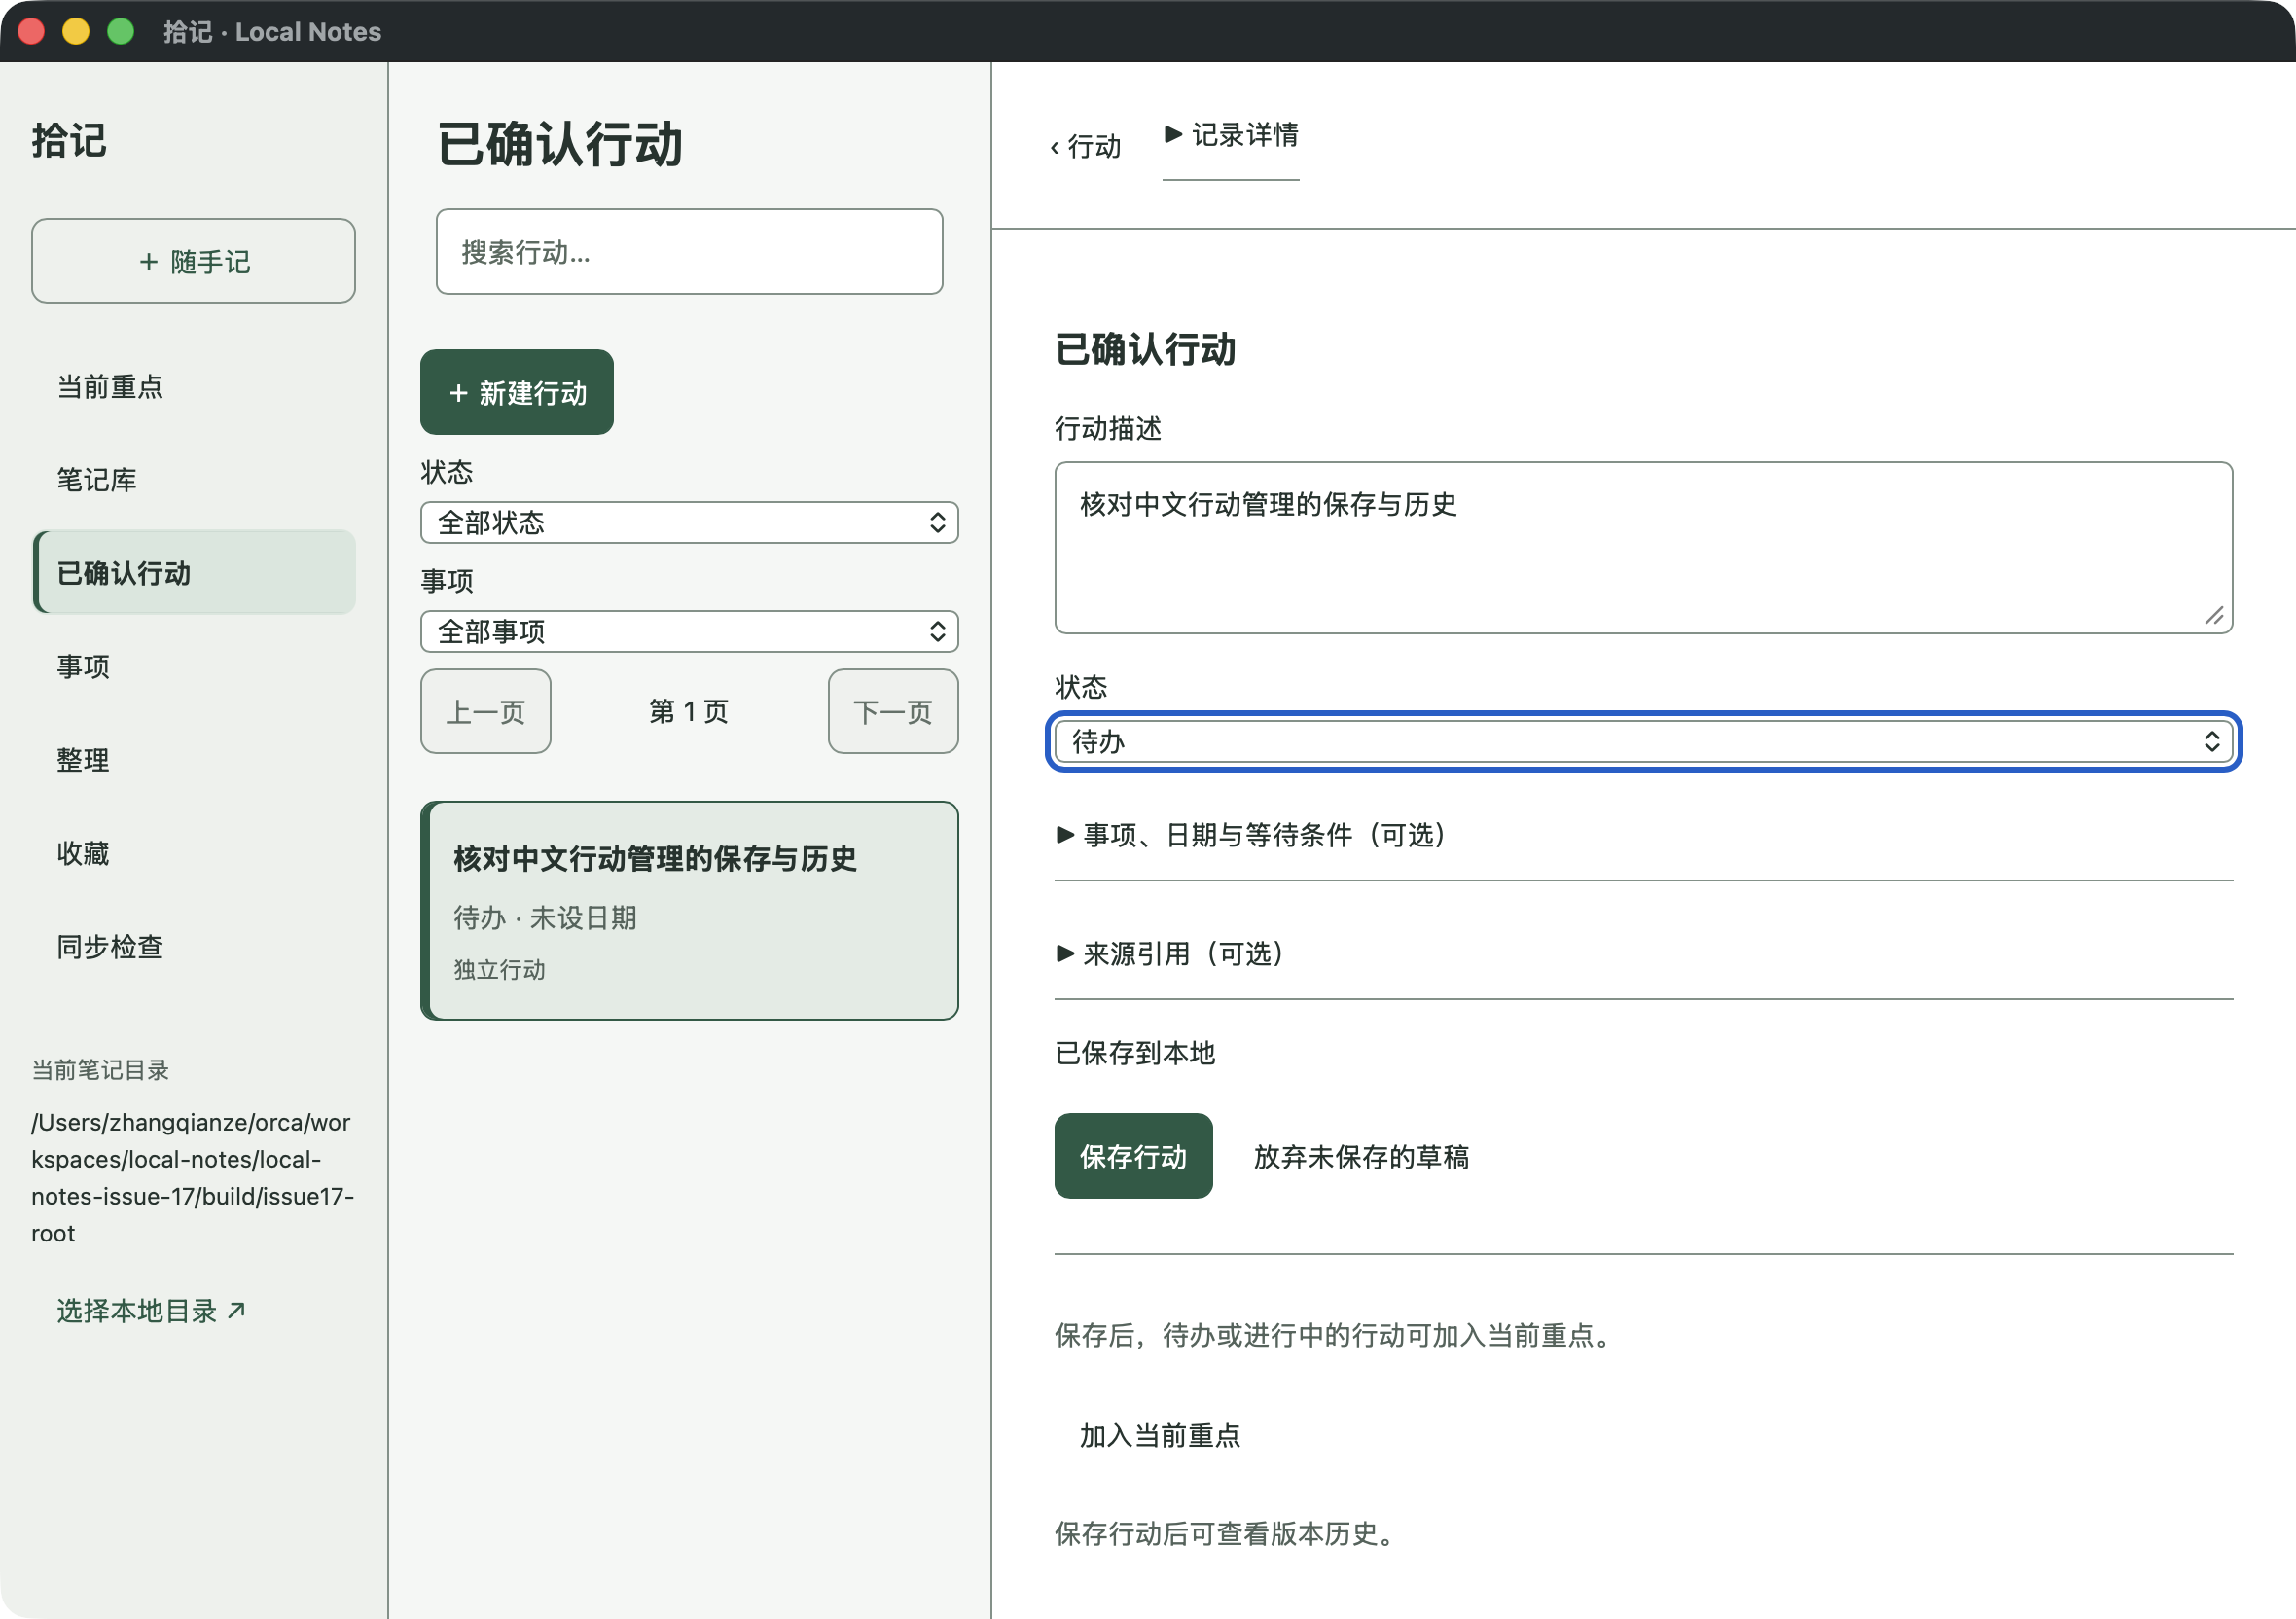 拾记 · Local Notes
拾记
+ 随手记
当前重点
笔记库
已确认行动
事项
整理
收藏
同步检查
当前笔记目录
/Users/zhangqianze/orca/wor
kspaces/local-notes/local-
notes-issue-17/build/issue17-
root
选择本地目录 ↗
已确认行动
搜索行动...
+ 新建行动
状态
全部状态
事项
全部事项
上一页 第 1 页 下一页
核对中文行动管理的保存与历史
待办 · 未设日期
独立行动
‹ 行动 ▶ 记录详情
已确认行动
行动描述
核对中文行动管理的保存与历史
状态
待办
▶ 事项、日期与等待条件（可选）
▶ 来源引用（可选）
已保存到本地
保存行动 放弃未保存的草稿
保存后，待办或进行中的行动可加入当前重点。
加入当前重点
保存行动后可查看版本历史。